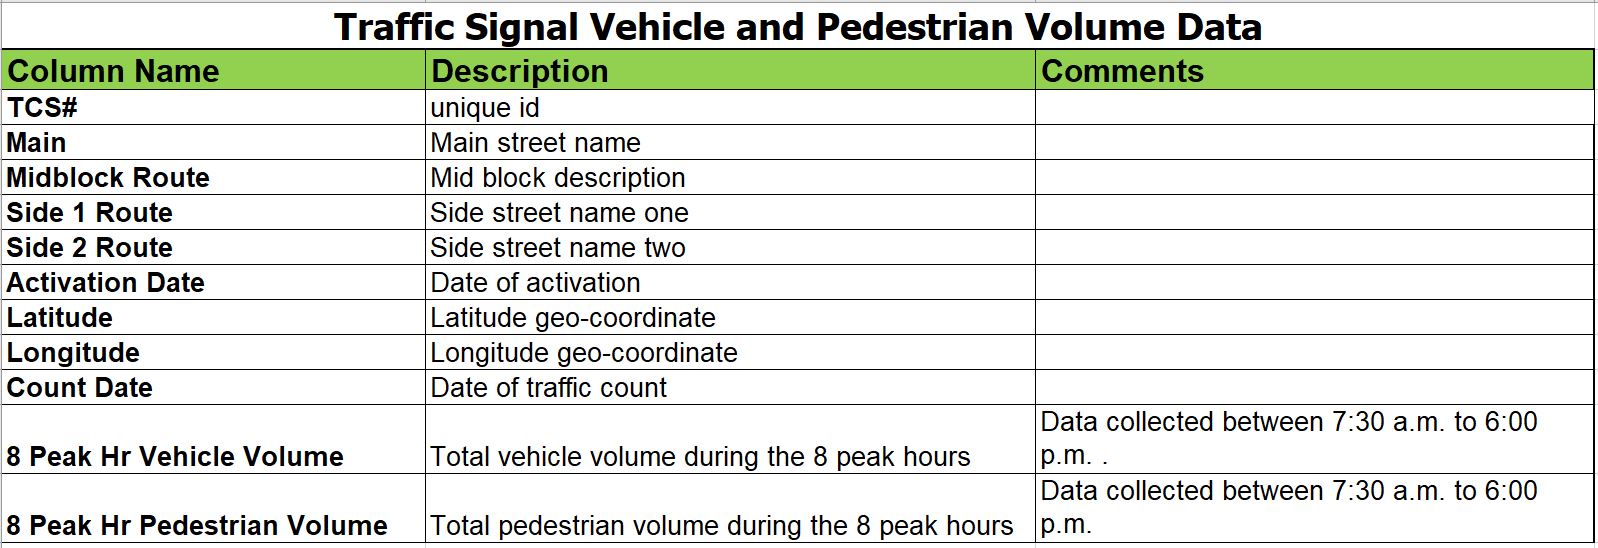 Traffic Signal Vehicle and Pedestrian Volume Data
Column Name Description Comments
TCS# unique id
Main Main street name
Midblock Route Mid block description
Side 1 Route Side street name one
Side 2 Route Side street name two
Activation Date Date of activation
Latitude Latitude geo-coordinate
Longitude Longitude geo-coordinate
Count Date Date of traffic count
8 Peak Hr Vehicle Volume Total vehicle volume during the 8 peak hours Data collected between 7:30 a.m. to 6:00
p.m. .
8 Peak Hr Pedestrian Volume Total pedestrian volume during the 8 peak hours Data collected between 7:30 a.m. to 6:00
p.m.